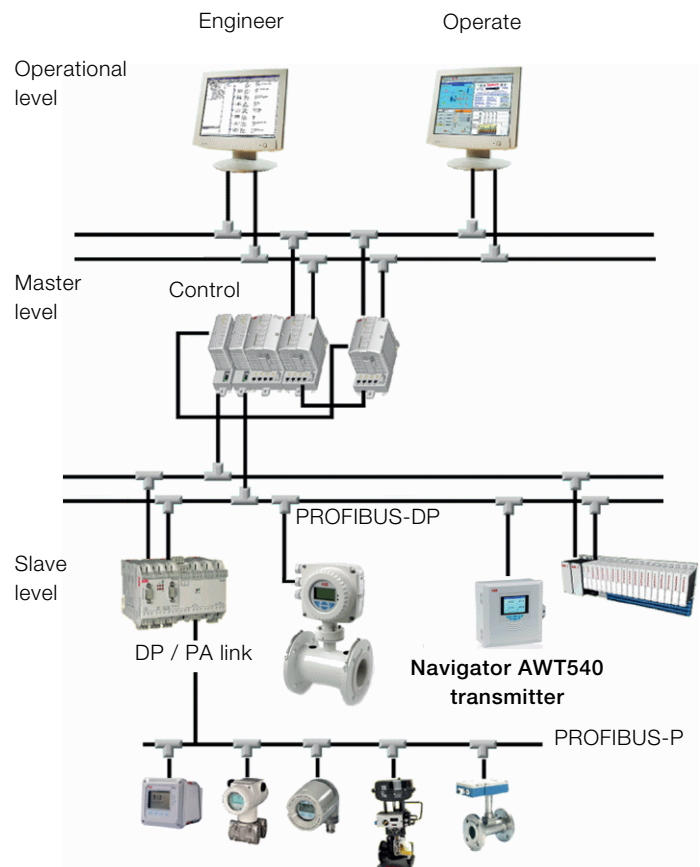 Engineer
Operate
Operational
level
Master
level
Control
PROFIBUS-DP
Slave
level
DP / PA link
Navigator AWT540
transmitter
PROFIBUS-P